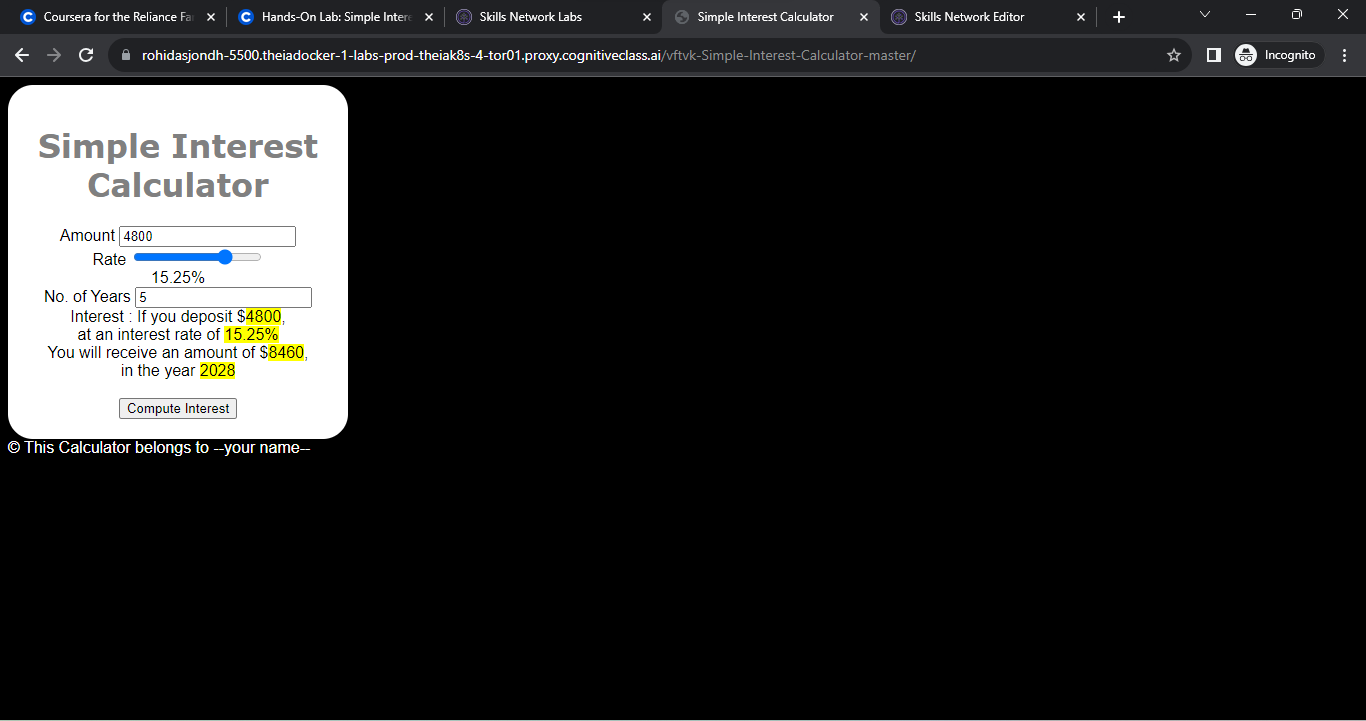 Coursera for the Reliance Fa
Hands-On Lab: Simple Intere
Skills Network Labs
Simple Interest Calculator
Skills Network Editor
rohidasjondh-5500.theiadocker-1-labs-prod-theiak8s-4-tor01.proxy.cognitiveclass.ai/vftvk-Simple-Interest-Calculator-master/
Incognito
Simple Interest
Calculator
Amount 4800
Rate
15.25%
No. of Years 5
Interest : If you deposit $4800,
at an interest rate of 15.25%
You will receive an amount of $8460,
in the year 2028
Compute Interest
© This Calculator belongs to --your name--